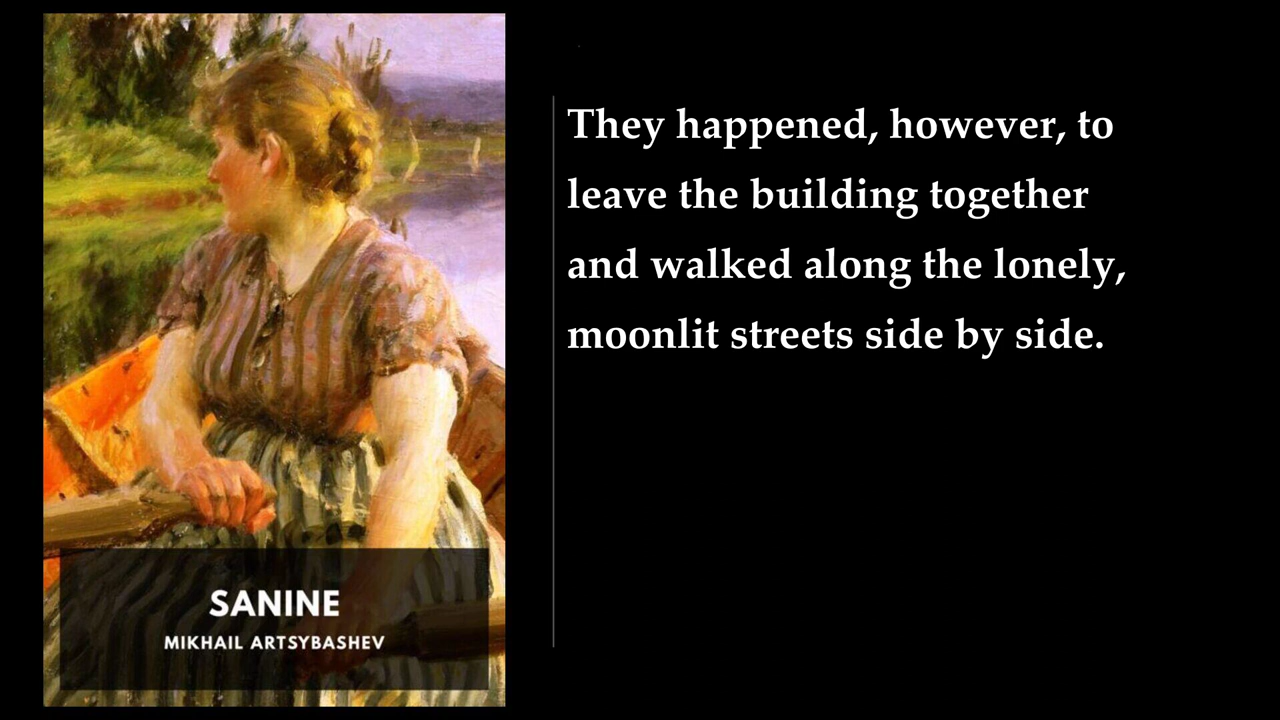 SANINE
MIKHAIL ARTSYBASHEV
They happened, however, to
leave the building together
and walked along the lonely,
moonlit streets side by side.